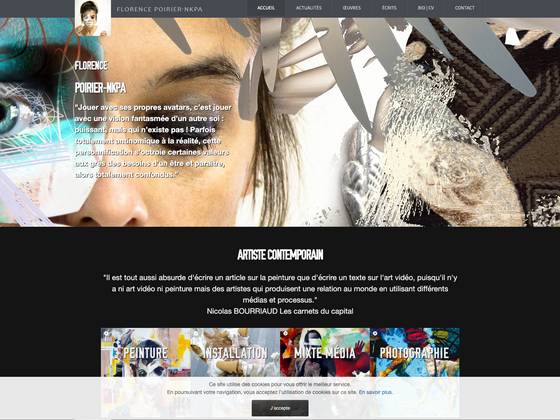 FLORENCE POIRIER-NKPA
ACCUEIL
ACTUALITÉS
ŒUVRES
ÉCRITS
BIO | CV
CONTACT
FLORENCE
POIRIER-NKPA
"Jouer avec ses propres avatars, c'est jouer
avec une vision fantasmée d'un autre soi :
puissant, mais qui n'existe pas ! Parfois
totalement antinomique à la réalité, cette
personnification s'octroie certaines valeurs
aux grés des besoins d'un être et paraître,
alors totalement confondus."
ARTISTE CONTEMPORAIN
"Il est tout aussi absurde d'écrire un article sur la peinture que d'écrire un texte sur l'art vidéo, puisqu'il n'y
a ni art vidéo ni peinture mais des artistes qui produisent une relation au monde en utilisant différents
médias et processus."
Nicolas BOURRIAUD Les carnets du capital
PEINTURE
INSTALLATION
MIXTE MÉDIA
PHOTOGRAPHIE
Ce site utilise des cookies pour vous offrir le meilleur service.
En poursuivant votre navigation, vous acceptez l'utilisation de cookies sur ce site. En savoir plus.
J'accepte